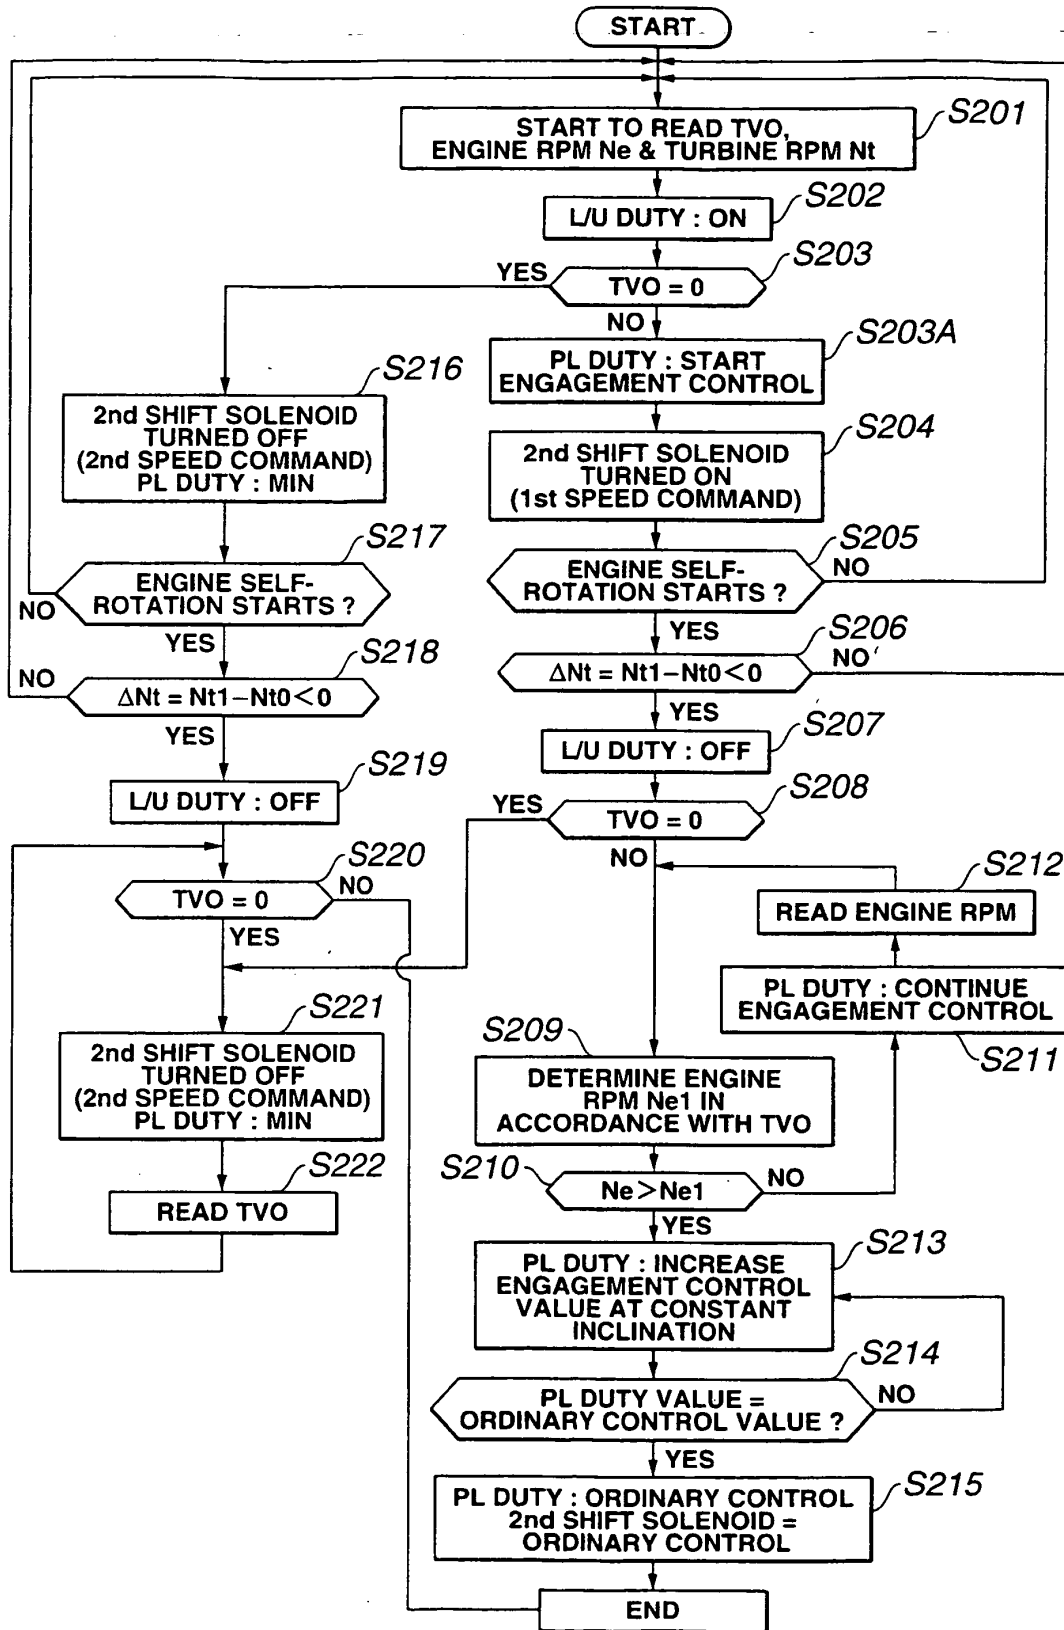 START
S201
START TO READ TVO,
ENGINE RPM Ne & TURBINE RPM Nt
S202
L/U DUTY : ON
S203
YES
TVO = 0
NO
S203A
PL DUTY : START
ENGAGEMENT CONTROL
S216
2nd SHIFT SOLENOID
TURNED OFF
(2nd SPEED COMMAND)
PL DUTY : MIN
S204
2nd SHIFT SOLENOID
TURNED ON
(1st SPEED COMMAND)
S217
ENGINE SELF-
ROTATION STARTS ?
NO
YES
S205
ENGINE SELF-
ROTATION STARTS ?
NO
YES
S218
NO
ΔNt = Nt1−Nt0<0
YES
S206
ΔNt = Nt1−Nt0<0
NO
YES
S207
L/U DUTY : OFF
S219
L/U DUTY : OFF
S208
YES
TVO = 0
NO
S220
TVO = 0
NO
YES
S212
READ ENGINE RPM
PL DUTY : CONTINUE
ENGAGEMENT CONTROL
S211
S221
2nd SHIFT SOLENOID
TURNED OFF
(2nd SPEED COMMAND)
PL DUTY : MIN
S222
READ TVO
S209
DETERMINE ENGINE
RPM Ne1 IN
ACCORDANCE WITH TVO
S210
Ne>Ne1
NO
YES
S213
PL DUTY : INCREASE
ENGAGEMENT CONTROL
VALUE AT CONSTANT
INCLINATION
S214
PL DUTY VALUE =
ORDINARY CONTROL VALUE ?
NO
YES
S215
PL DUTY : ORDINARY CONTROL
2nd SHIFT SOLENOID =
ORDINARY CONTROL
END